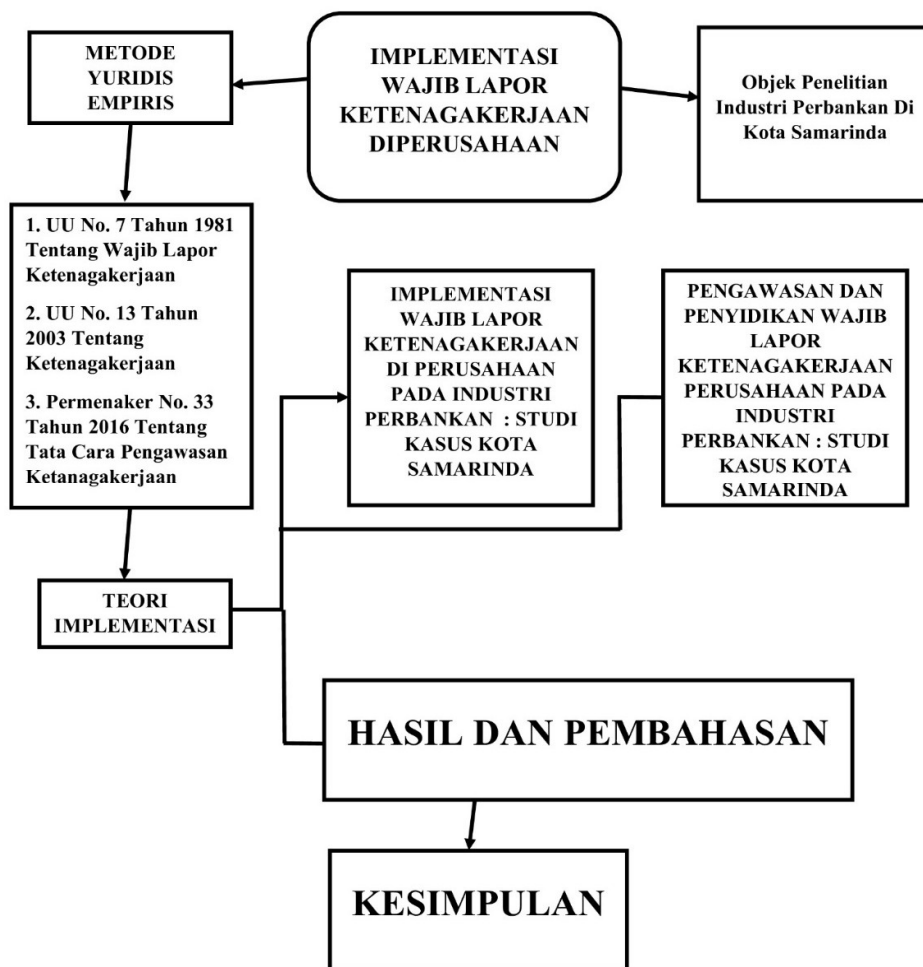 METODE
YURIDIS
EMPIRIS
IMPLEMENTASI
WAJIB LAPOR
KETENAGAKERJAAN
DIPERUSAHAAN
Objek Penelitian
Industri Perbankan Di
Kota Samarinda
1. UU No. 7 Tahun 1981
Tentang Wajib Lapor
Ketenagakerjaan
2. UU No. 13 Tahun
2003 Tentang
Ketenagakerjaan
3. Permenaker No. 33
Tahun 2016 Tentang
Tata Cara Pengawasan
Ketanagakerjaan
IMPLEMENTASI
WAJIB LAPOR
KETENAGAKERJAAN
DI PERUSAHAAN
PADA INDUSTRI
PERBANKAN : STUDI
KASUS KOTA
SAMARINDA
PENGAWASAN DAN
PENYIDIKAN WAJIB
LAPOR
KETENAGAKERJAAN
PERUSAHAAN PADA
INDUSTRI
PERBANKAN : STUDI
KASUS KOTA
SAMARINDA
TEORI
IMPLEMENTASI
HASIL DAN PEMBAHASAN
KESIMPULAN